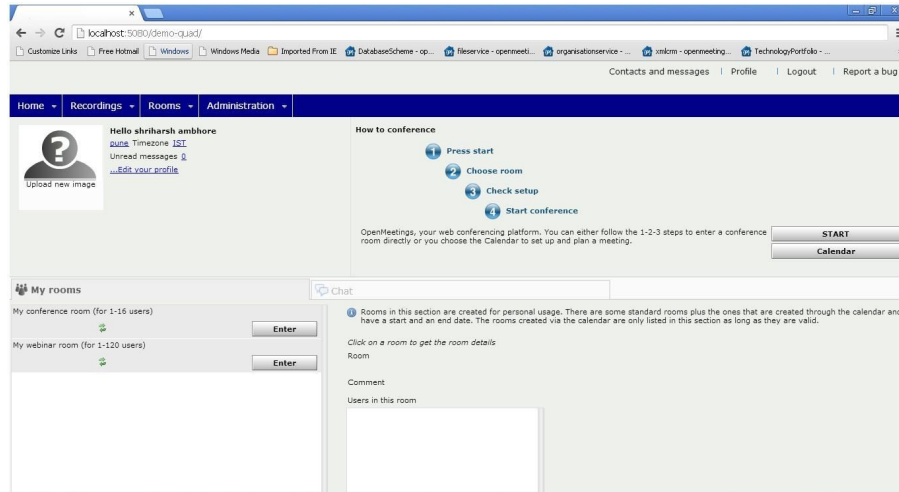 localhost:5080/demo-quad/
Customize Links Free Hotmail Windows Windows Media Imported From IE DatabaseScheme - op... fileservice - openmeeti... organisationservice - ... xmlcrm - openmeeting... TechnologyPortfolio - ...
Contacts and messages | Profile | Logout | Report a bug
Home Recordings Rooms Administration
Hello shriharsh ambhore
pune Timezone IST
Unread messages 0
...Edit your profile
Upload new image
How to conference
1 Press start
2 Choose room
3 Check setup
4 Start conference
OpenMeetings, your web conferencing platform. You can either follow the 1-2-3 steps to enter a conference
room directly or you choose the Calendar to set up and plan a meeting.
START
Calendar
My rooms
Chat
My conference room (for 1-16 users)
Enter
My webinar room (for 1-120 users)
Enter
Rooms in this section are created for personal usage. There are some standard rooms plus the ones that are created through the calendar and
have a start and an end date. The rooms created via the calendar are only listed in this section as long as they are valid.
Click on a room to get the room details
Room
Comment
Users in this room